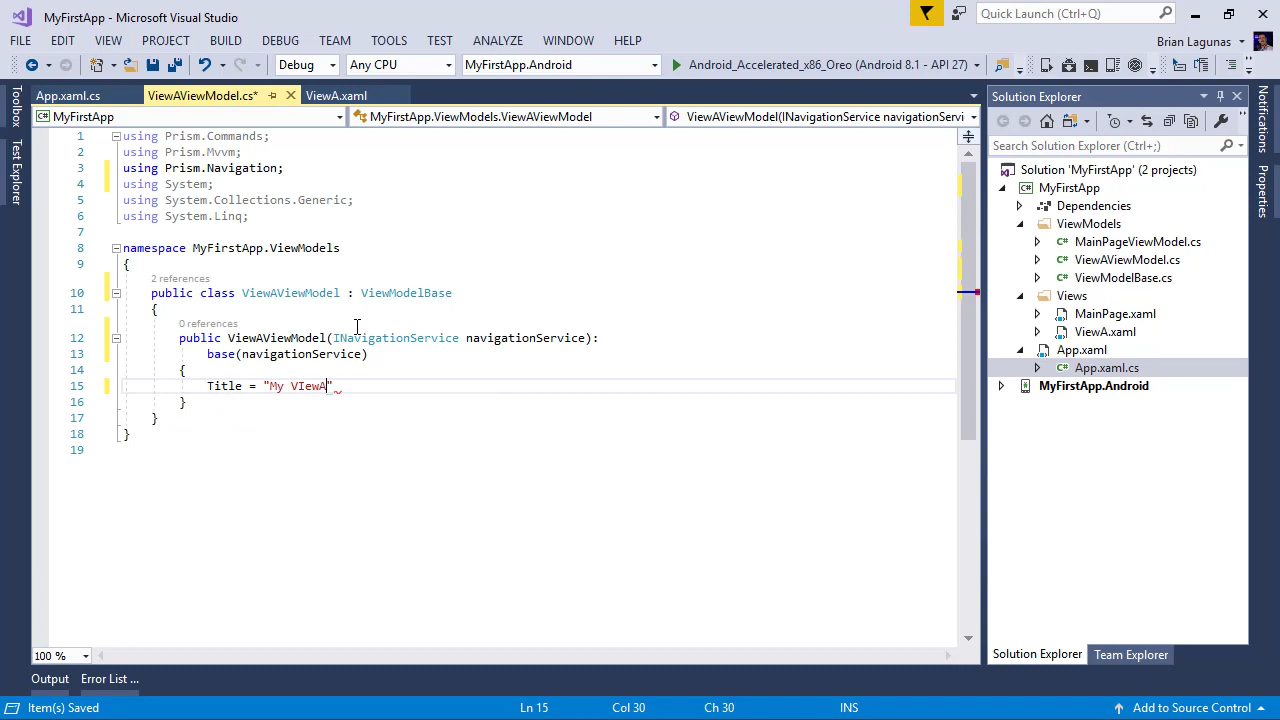 MyFirstApp - Microsoft Visual Studio
Quick Launch (Ctrl+Q)
FILE EDIT VIEW PROJECT BUILD DEBUG TEAM TOOLS TEST ANALYZE WINDOW HELP
Brian Lagunas
Debug Any CPU MyFirstApp.Android Android_Accelerated_x86_Oreo (Android 8.1 - API 27)
Toolbox
Test Explorer
App.xaml.cs ViewAViewModel.cs* ViewA.xaml
MyFirstApp MyFirstApp.ViewModels.ViewAViewModel ViewAViewModel(INavigationService navigationServi
1 using Prism.Commands;
2 using Prism.Mvvm;
3 using Prism.Navigation;
4 using System;
5 using System.Collections.Generic;
6 using System.Linq;
7
8 namespace MyFirstApp.ViewModels
9 {
2 references
10 public class ViewAViewModel : ViewModelBase
11 {
0 references
12 public ViewAViewModel(INavigationService navigationService):
13 base(navigationService)
14 {
15 Title = "My VIewA"
16 }
17 }
18 }
19
100 %
Solution Explorer
Search Solution Explorer (Ctrl+;)
Solution 'MyFirstApp' (2 projects)
MyFirstApp
Dependencies
ViewModels
MainPageViewModel.cs
ViewAViewModel.cs
ViewModelBase.cs
Views
MainPage.xaml
ViewA.xaml
App.xaml
App.xaml.cs
MyFirstApp.Android
Solution Explorer Team Explorer
Notifications
Properties
Output Error List ...
Item(s) Saved Ln 15 Col 30 Ch 30 INS Add to Source Control